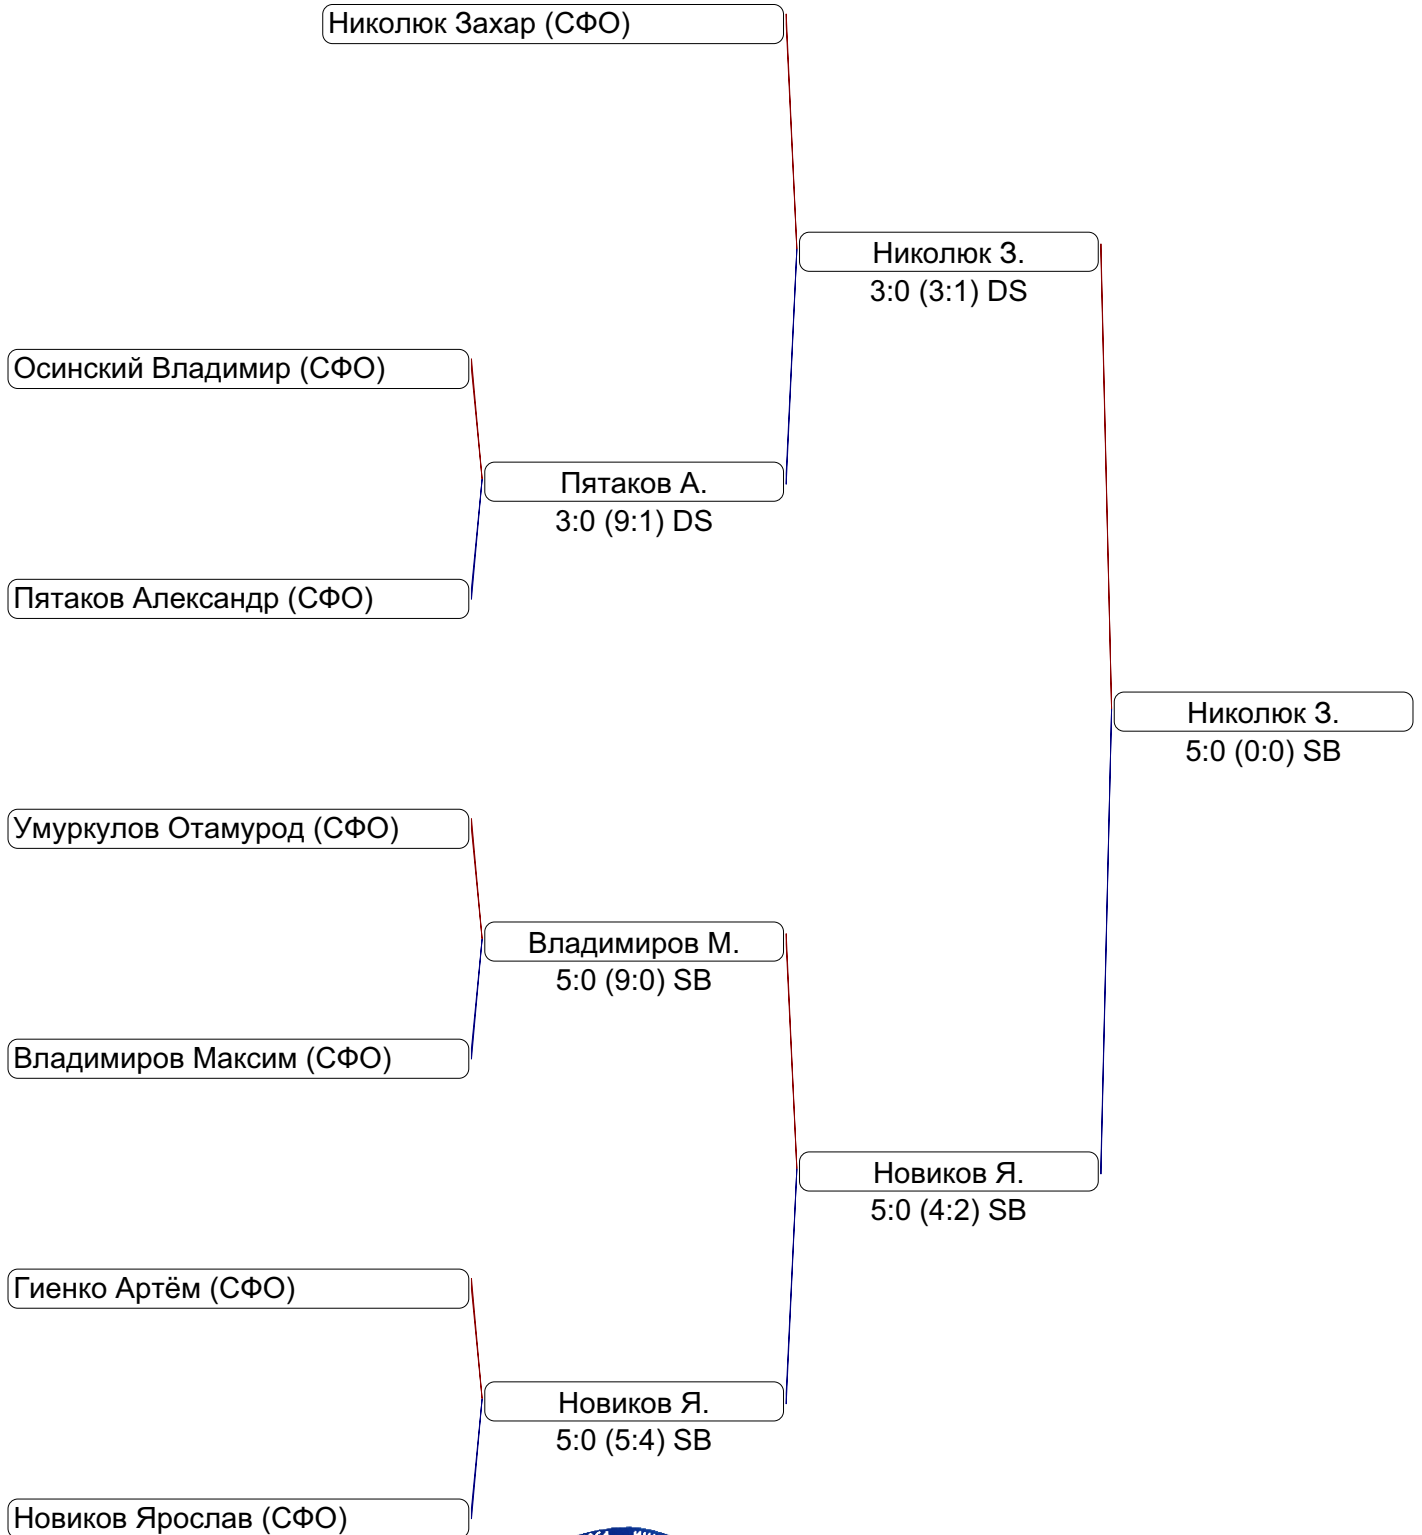 Николюк Захар (СФО)
Николюк З.
3:0 (3:1) DS
Осинский Владимир (СФО)
Пятаков А.
3:0 (9:1) DS
Пятаков Александр (СФО)
Николюк З.
5:0 (0:0) SB
Умуркулов Отамурод (СФО)
Владимиров М.
5:0 (9:0) SB
Владимиров Максим (СФО)
Новиков Я.
5:0 (4:2) SB
Гиенко Артём (СФО)
Новиков Я.
5:0 (5:4) SB
Новиков Ярослав (СФО)